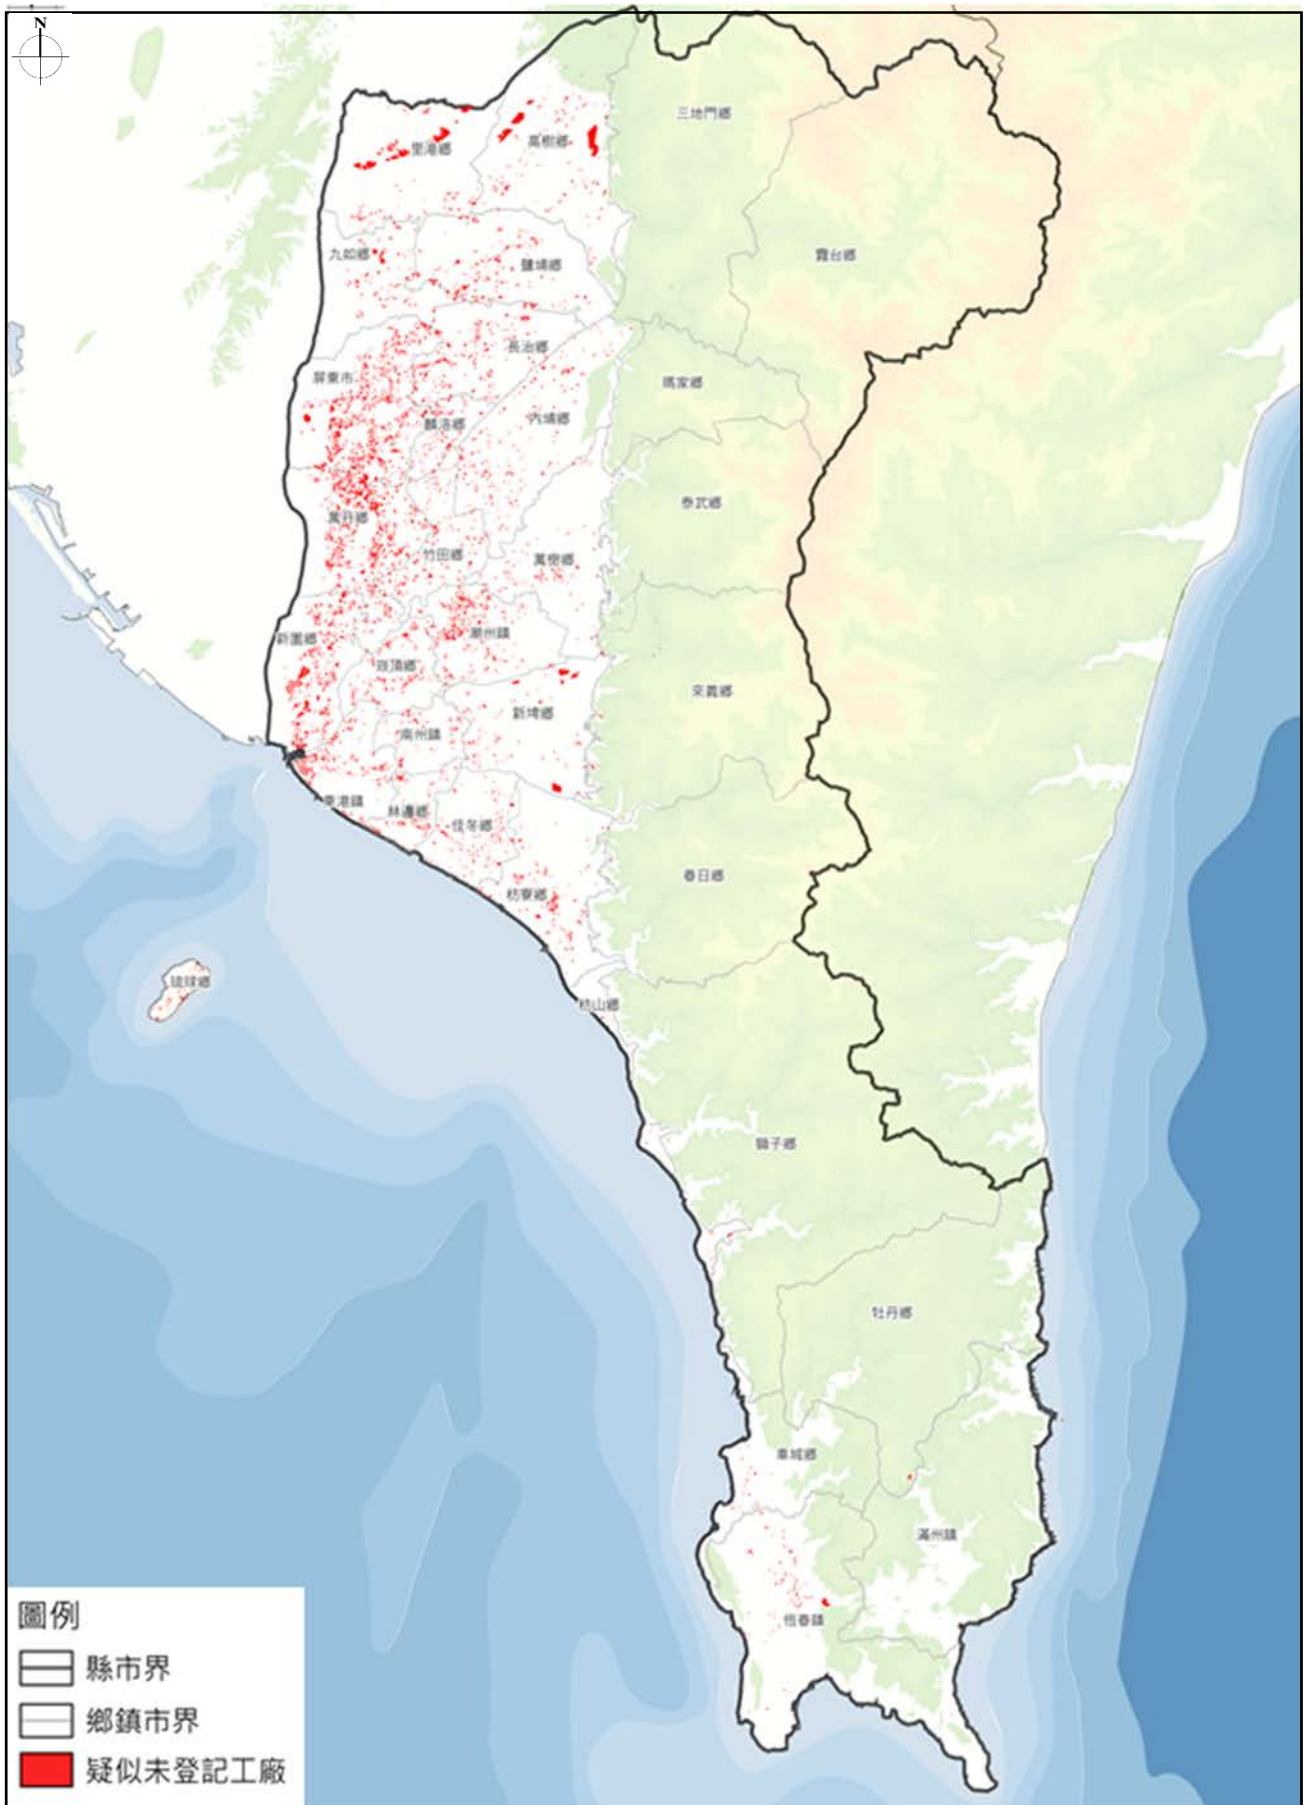 N
三地門鄉
高樹鄉
里港鄉
九如鄉
霧台鄉
鹽埔鄉
長治鄉
屏東市
瑪家鄉
內埔鄉
麟洛鄉
泰武鄉
萬丹鄉
竹田鄉
萬樹鄉
潮州鎮
新園鄉
崁頂鄉
來義鄉
新埤鄉
南州鎮
東港鎮
林邊鄉
佳冬鄉
春日鄉
枋寮鄉
琉球鄉
枋山鄉
獅子鄉
牡丹鄉
車城鄉
滿州鎮
恆春鎮
圖例
縣市界
鄉鎮市界
疑似未登記工廠